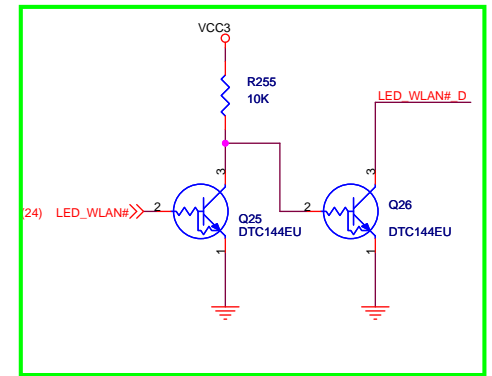 VCC3
R255
10K
LED_WLAN#_D
3
3
24) LED_WLAN#
2
Q25
DTC144EU
2
Q26
DTC144EU
1
1